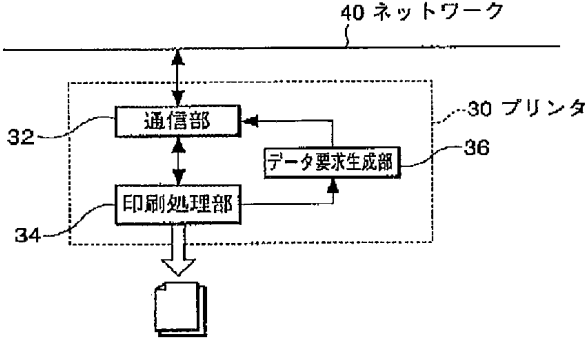 40 ネットワーク
30 プリンタ
32
通信部
データ要求生成部
36
印刷処理部
34